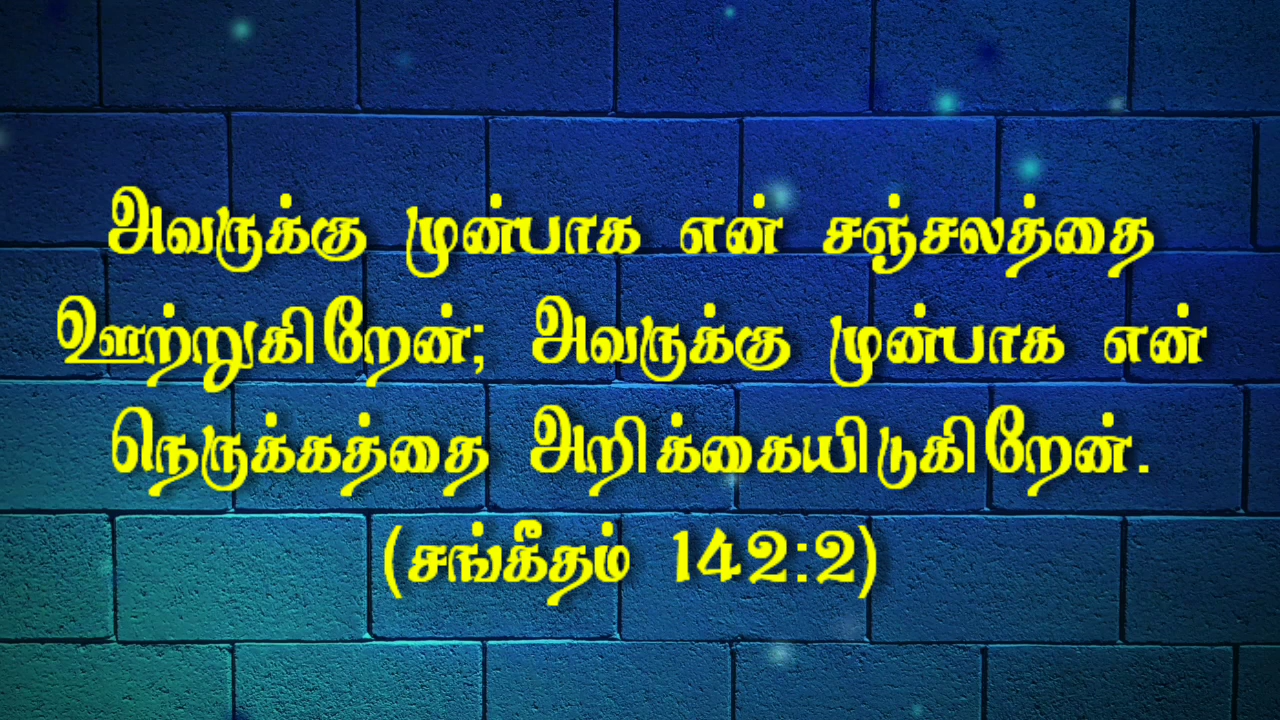 அவருக்கு முன்பாக என் சஞ்சலத்தை
ஊற்றுகிறேன்; அவருக்கு முன்பாக என்
நெருக்கத்தை அறிக்கையிடுகிறேன்.
(சங்கீதம் 142:2)